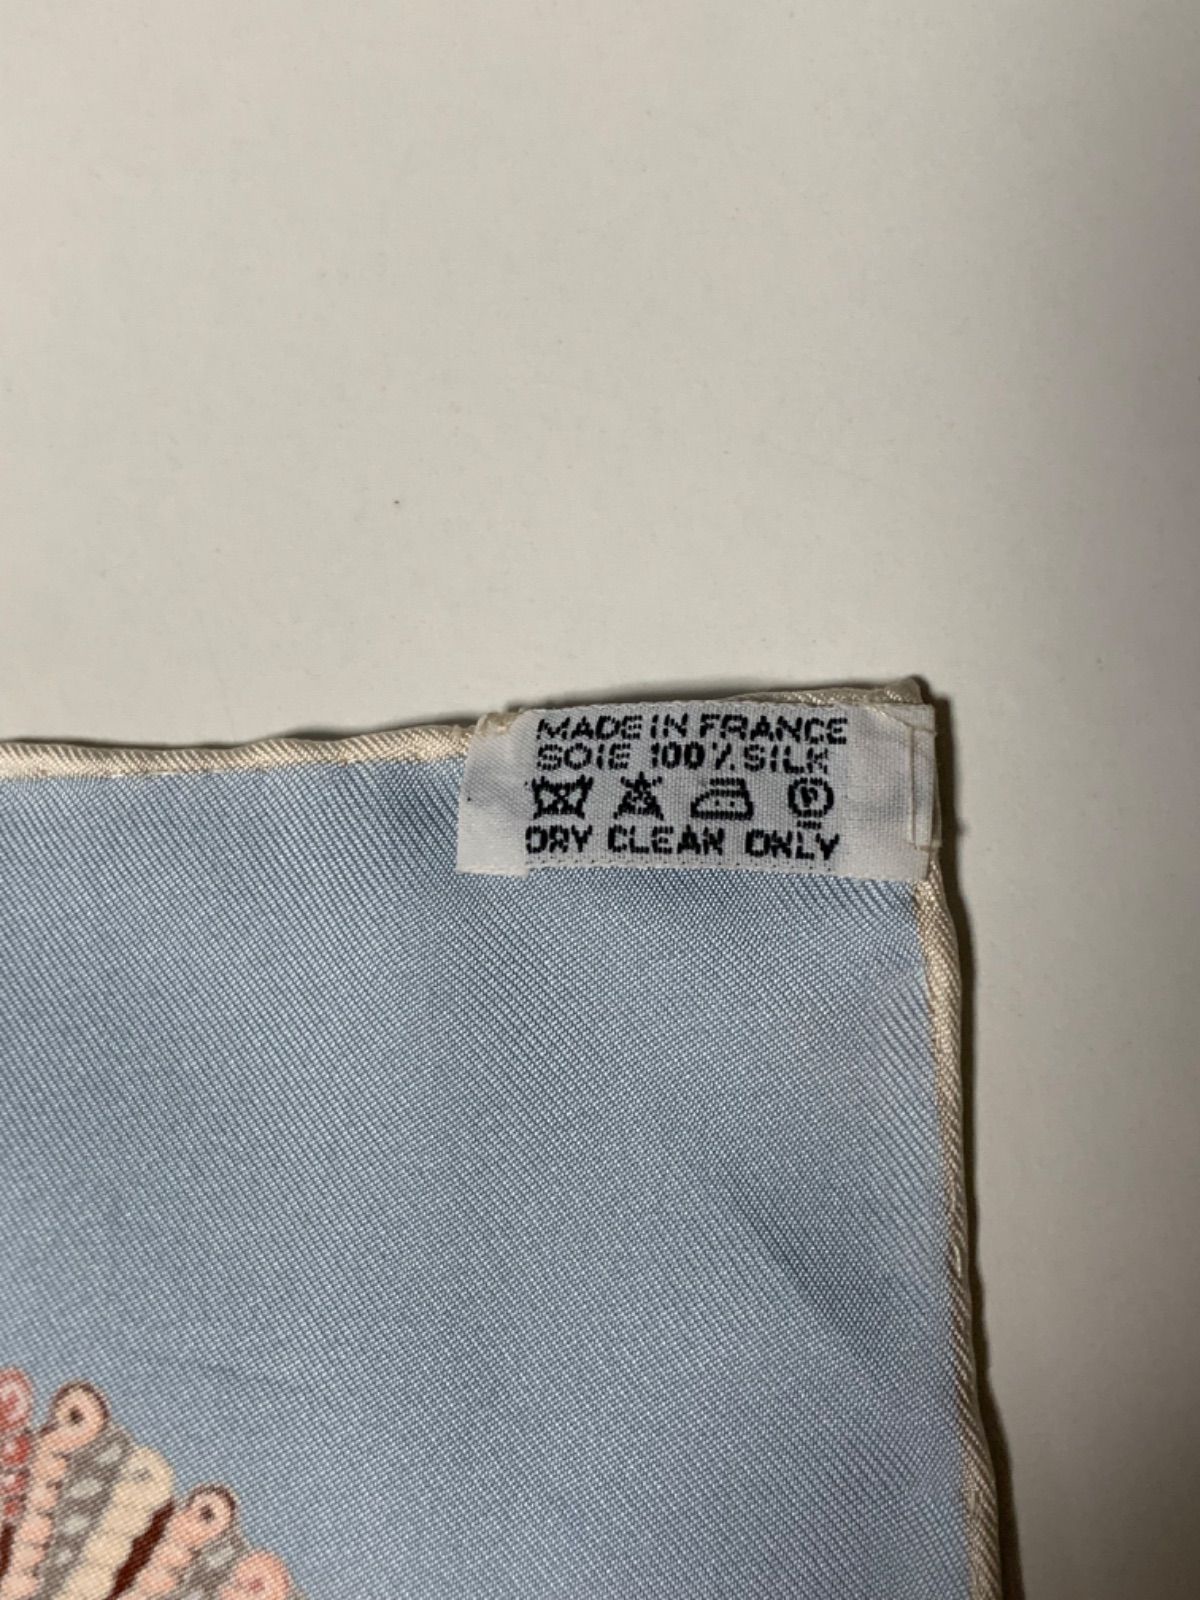 MADE IN FRANCE
SOIE 100% SILK
P
DRY CLEAN ONLY